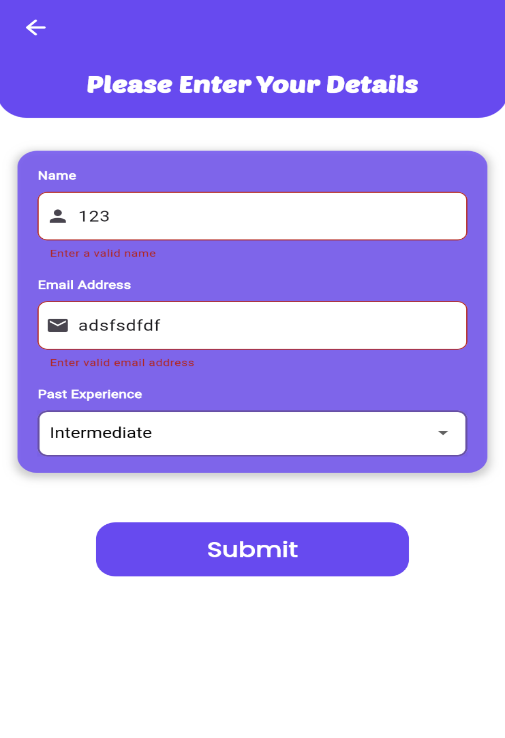 Please Enter Your Details
Name
123
Enter a valid name
Email Address
adsfsdfdf
Enter valid email address
Past Experience
Intermediate
Submit